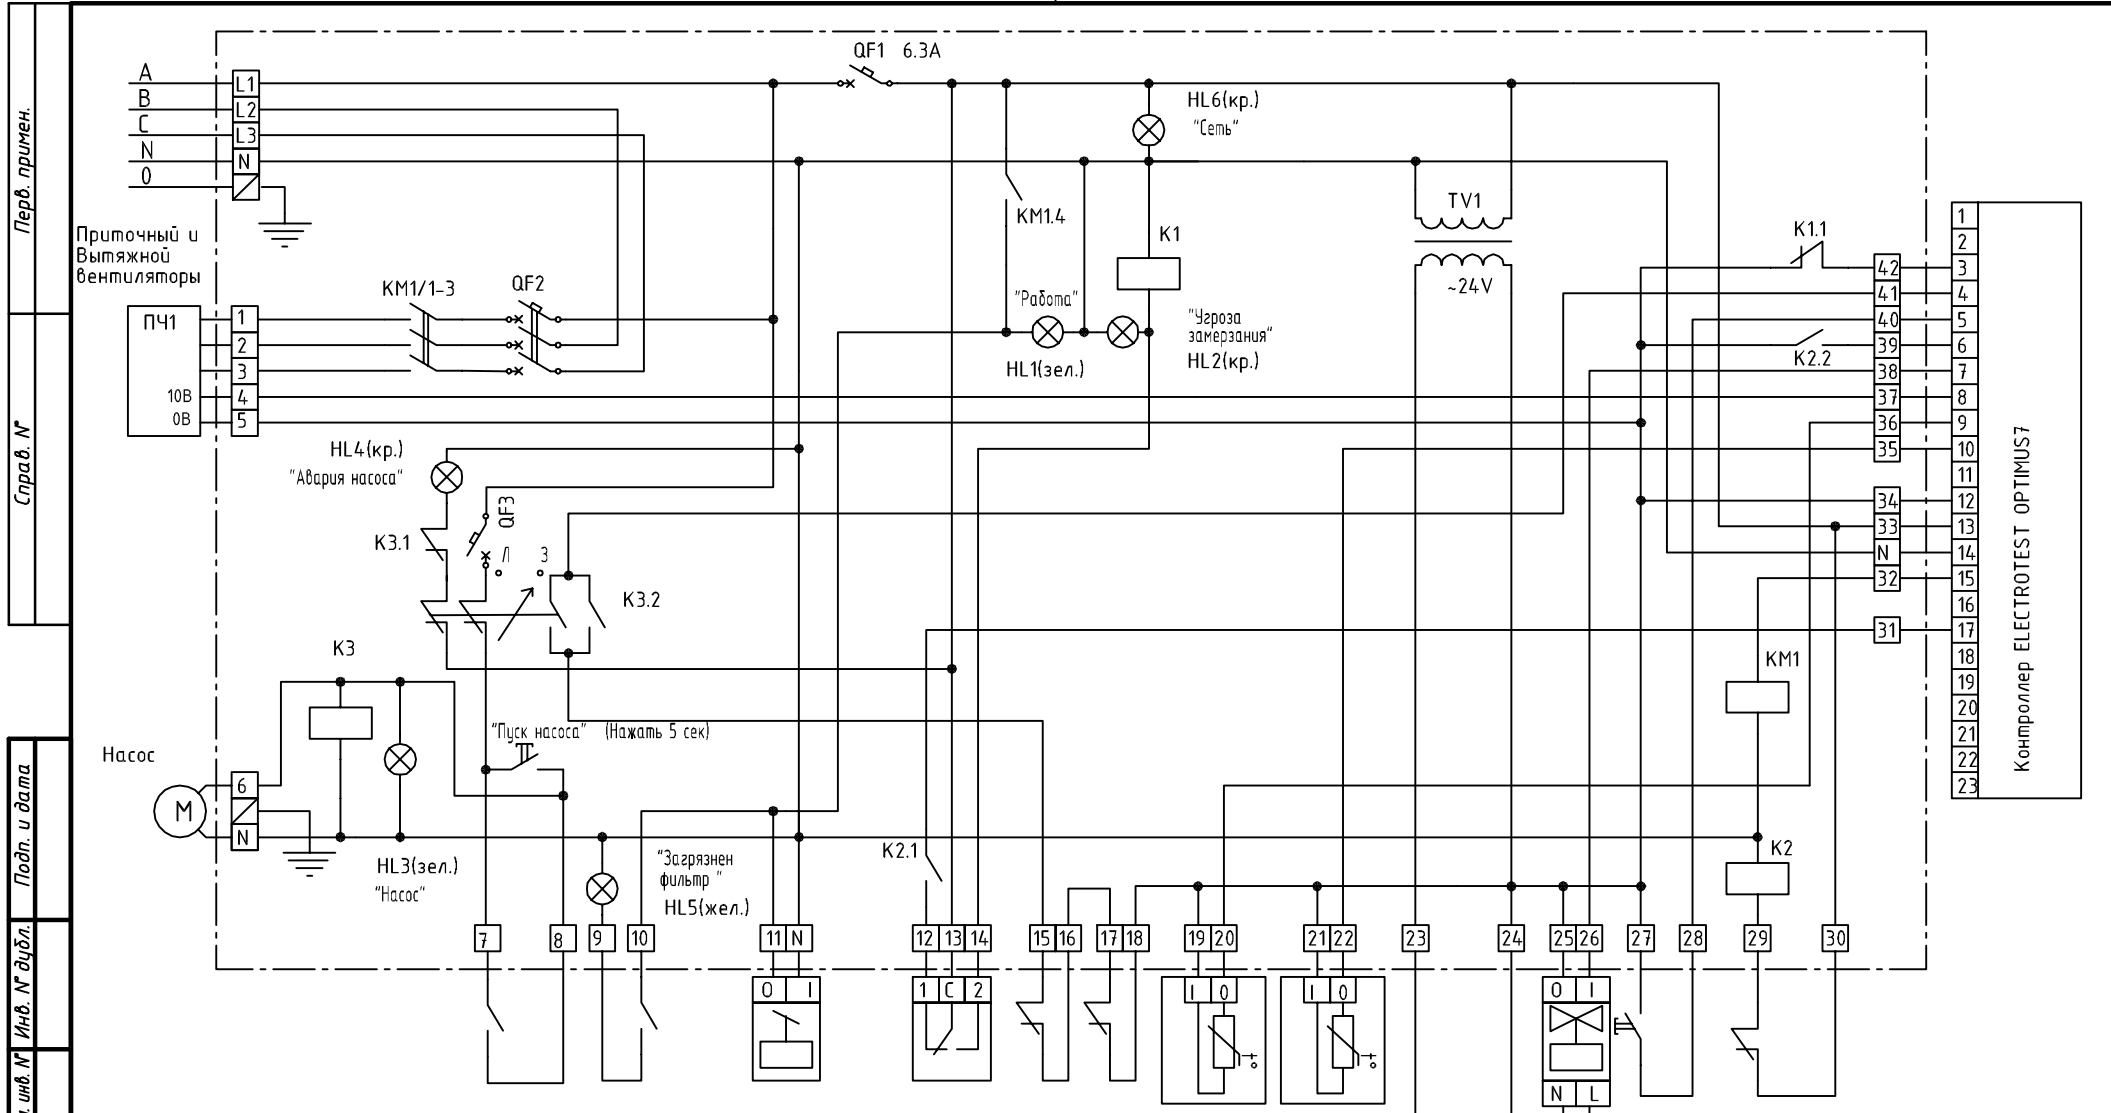 Перв. примен.
Справ. №
Подп. и дата
Инв. № дубл.
инв. №
QF1 6.3А
A
B
C
N
0
L1
L2
L3
N
HL6(кр.)
"Сеть"
KM1.4
K1
TV1
~24V
K1.1
Приточный и
Вытяжной
вентиляторы
KM1/1-3
QF2
"Работа"
"Угроза
замерзания"
HL1(зел.)
HL2(кр.)
K2.2
ПЧ1
10В
0В
1
2
3
4
5
HL4(кр.)
"Авария насоса"
QF3
K3.1
Л З
K3.2
K3
KM1
"Пуск насоса" (Нажать 5 сек)
Насос
M
6
N
HL3(зел.)
"Насос"
"Загрязнен
фильтр "
HL5(жел.)
K2.1
K2
42
41
40
39
38
37
36
35
34
33
N
32
31
1
2
3
4
5
6
7
8
9
10
11
12
13
14
15
16
17
18
19
20
21
22
23
Контроллер ELECTROTEST OPTIMUS7
7 8 9 10 11 N 12 13 14 15 16 17 18 19 20 21 22 23 24 25 26 27 28 29 30
0 I 1 C 2 I 0 I 0 0 I
t° t°
N L